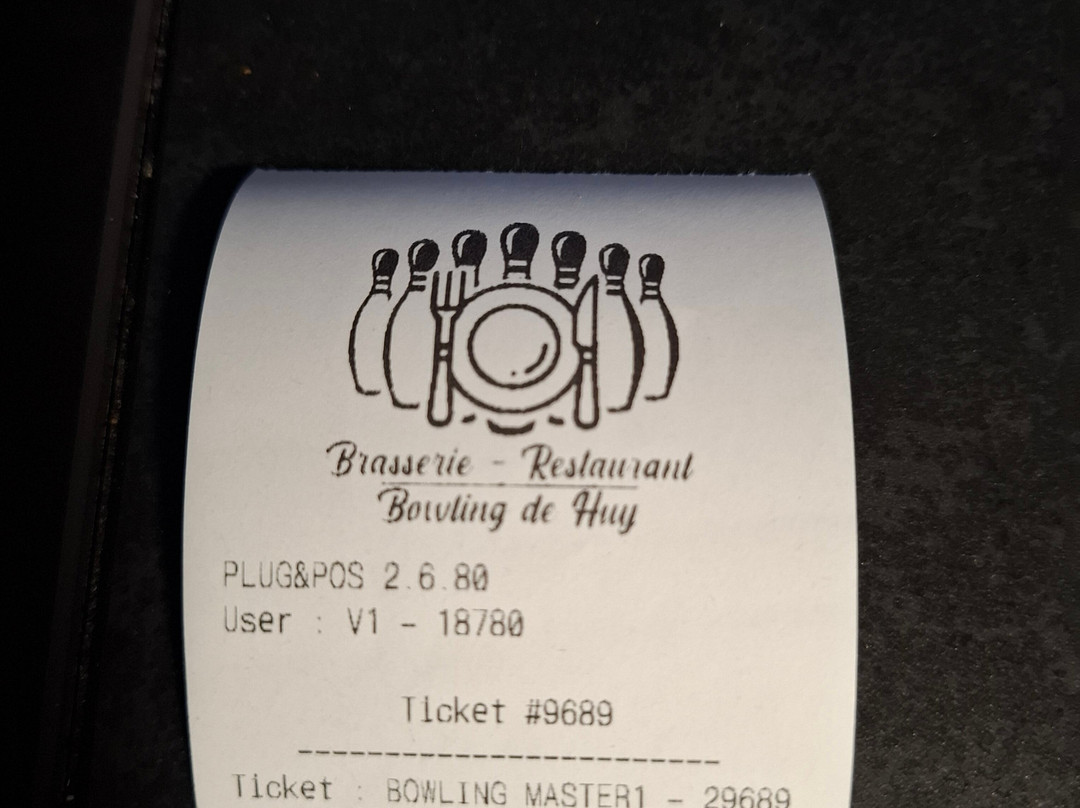 Brasserie - Restaurant
Bowling de Huy
PLUG&POS 2.6.80
User : V1 - 18780
Ticket #9689
------------------------
Ticket : BOWLING MASTER1 - 29689